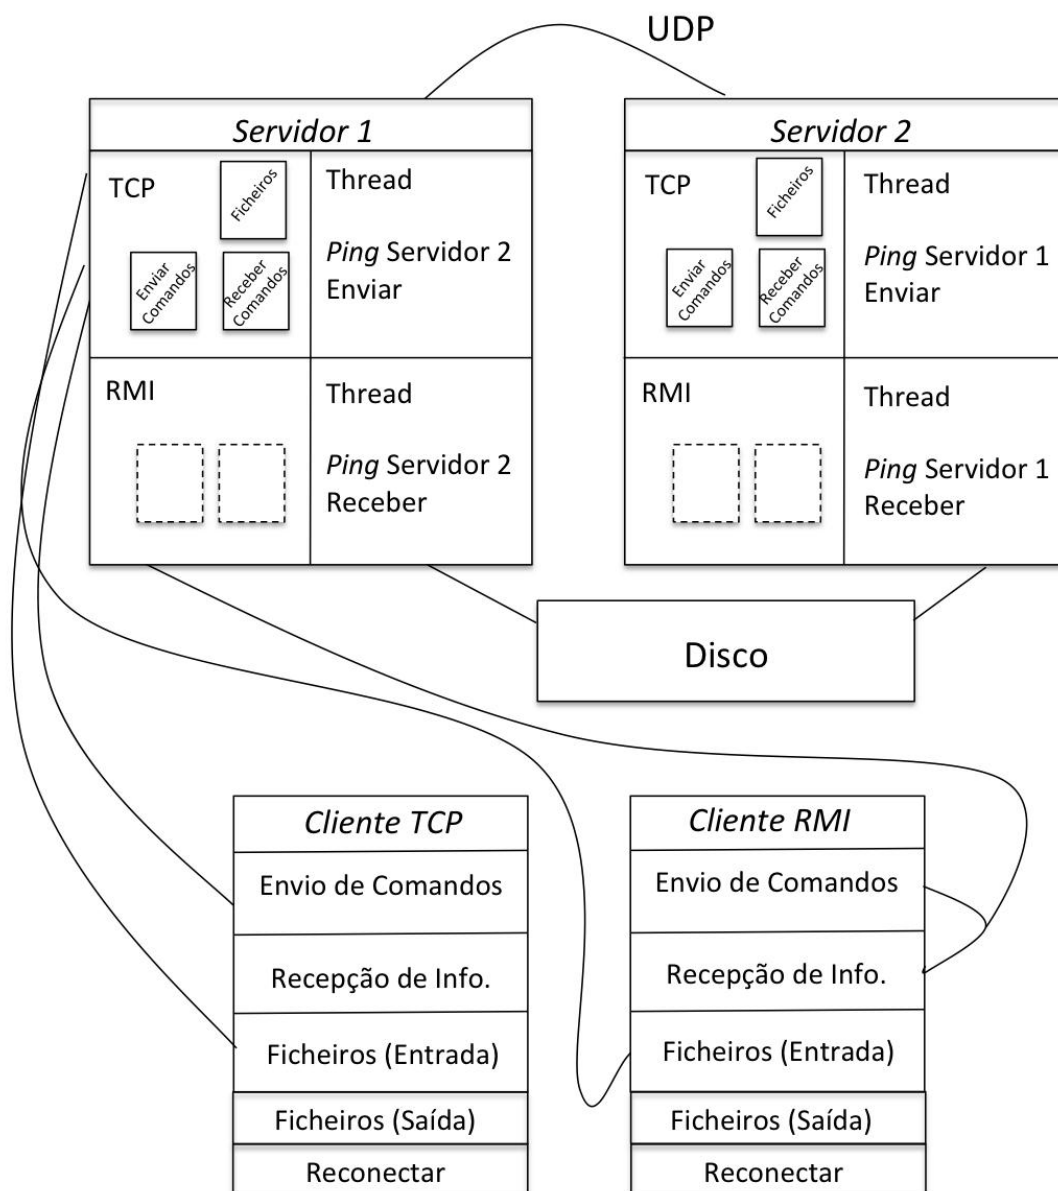 UDP
Servidor 1
TCP
Ficheiros
Enviar
Comandos
Receber
Comandos
Thread
Ping Servidor 2
Enviar
RMI
Thread
Ping Servidor 2
Receber
Servidor 2
TCP
Ficheiros
Enviar
Comandos
Receber
Comandos
Thread
Ping Servidor 1
Enviar
RMI
Thread
Ping Servidor 1
Receber
Disco
Cliente TCP
Envio de Comandos
Recepção de Info.
Ficheiros (Entrada)
Ficheiros (Saída)
Reconectar
Cliente RMI
Envio de Comandos
Recepção de Info.
Ficheiros (Entrada)
Ficheiros (Saída)
Reconectar